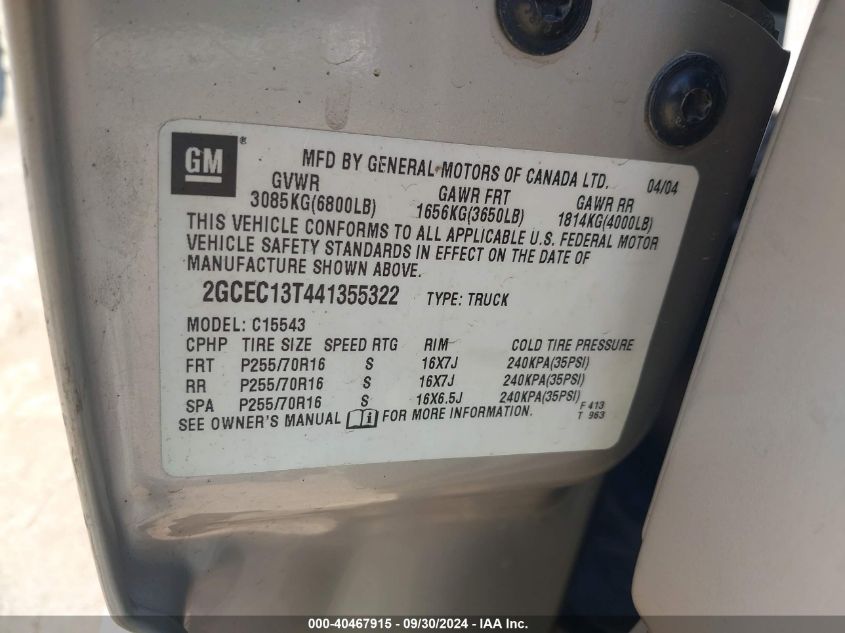 GM ® MFD BY GENERAL MOTORS OF CANADA LTD. 04/04
GVWR GAWR FRT GAWR RR
3085KG(6800LB) 1656KG(3650LB) 1814KG(4000LB)
THIS VEHICLE CONFORMS TO ALL APPLICABLE U.S. FEDERAL MOTOR
VEHICLE SAFETY STANDARDS IN EFFECT ON THE DATE OF
MANUFACTURE SHOWN ABOVE.
2GCEC13T441355322 TYPE: TRUCK
MODEL: C15543
CPHP TIRE SIZE SPEED RTG RIM COLD TIRE PRESSURE
FRT P255/70R16 S 16X7J 240KPA(35PSI)
RR P255/70R16 S 16X7J 240KPA(35PSI)
SPA P255/70R16 S 16X6.5J 240KPA(35PSI)
SEE OWNER'S MANUAL i FOR MORE INFORMATION.
F 413
T 963
000-40467915 - 09/30/2024 - IAA Inc.